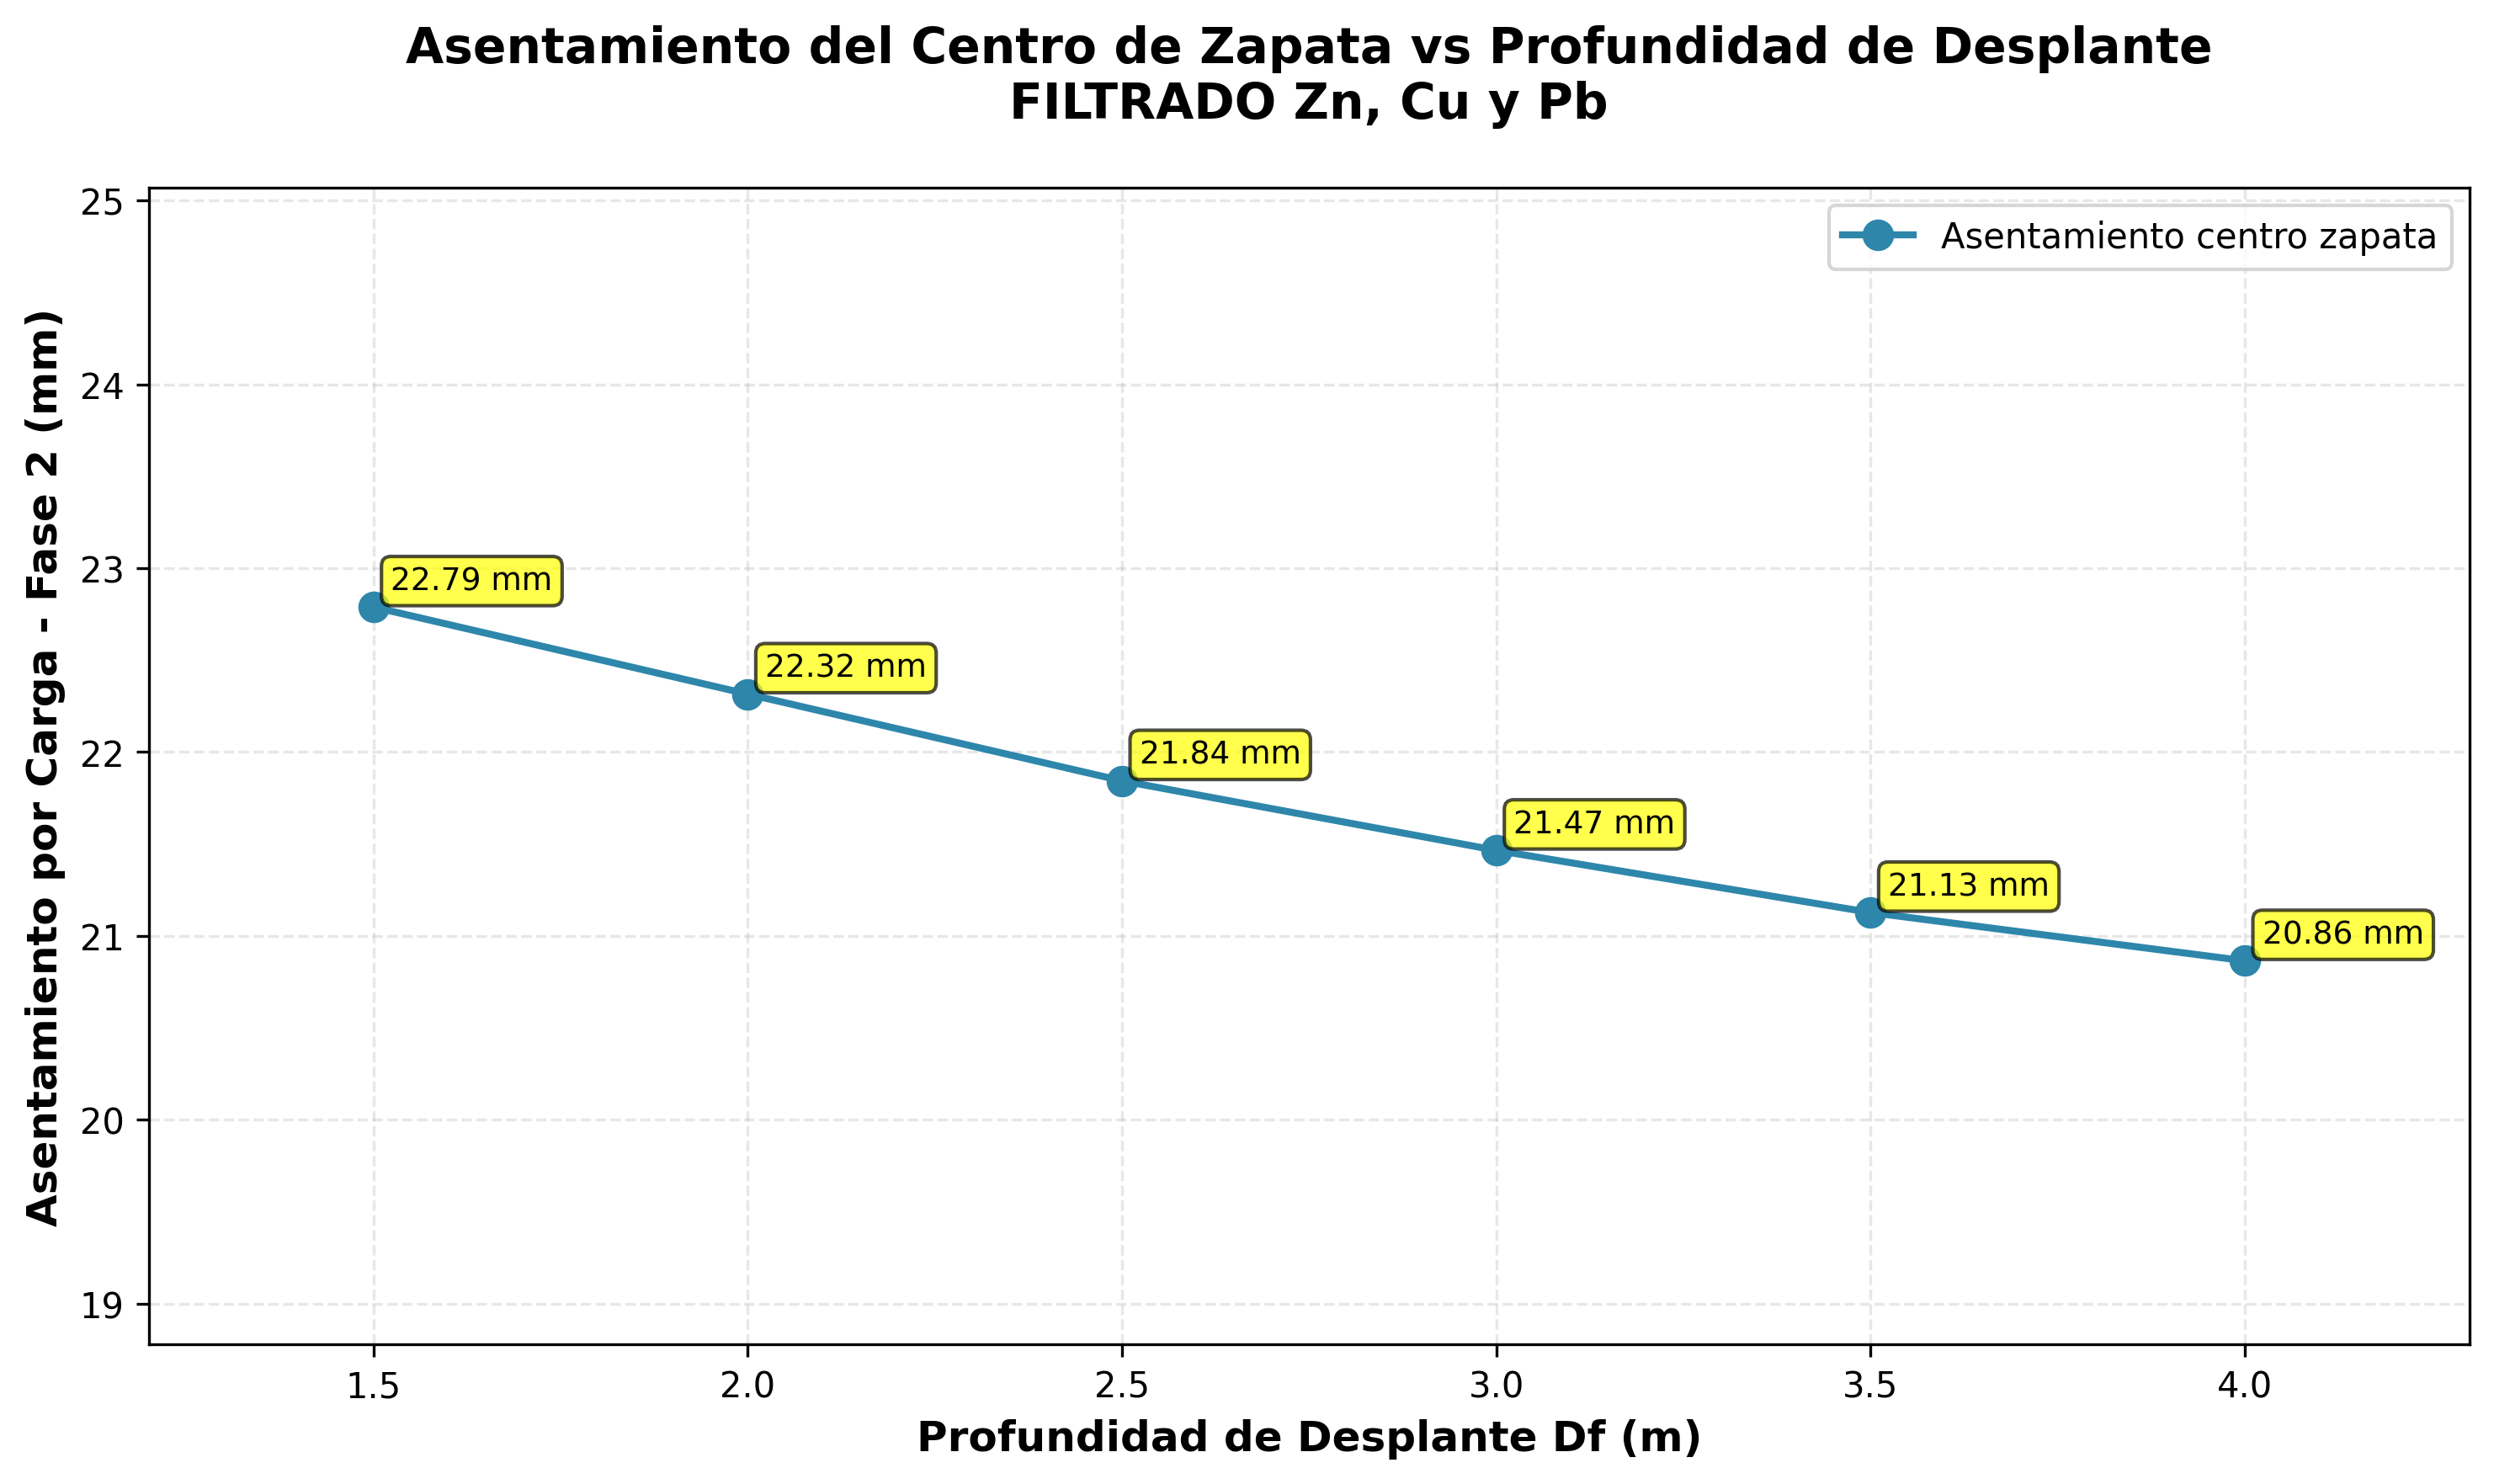 Asentamiento del Centro de Zapata vs Profundidad de Desplante
FILTRADO Zn, Cu y Pb
Asentamiento por Carga - Fase 2 (mm)
25
24
23
22
21
20
19
Asentamiento centro zapata
22.79 mm
22.32 mm
21.84 mm
21.47 mm
21.13 mm
20.86 mm
1.5
2.0
2.5
3.0
3.5
4.0
Profundidad de Desplante Df (m)